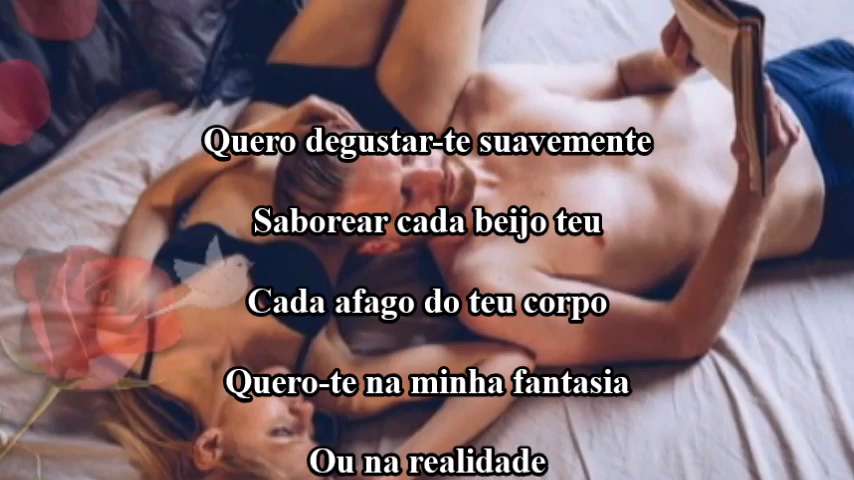 Quero degustar-te suavemente
Saborear cada beijo teu
Cada afago do teu corpo
Quero-te na minha fantasia
Ou na realidade